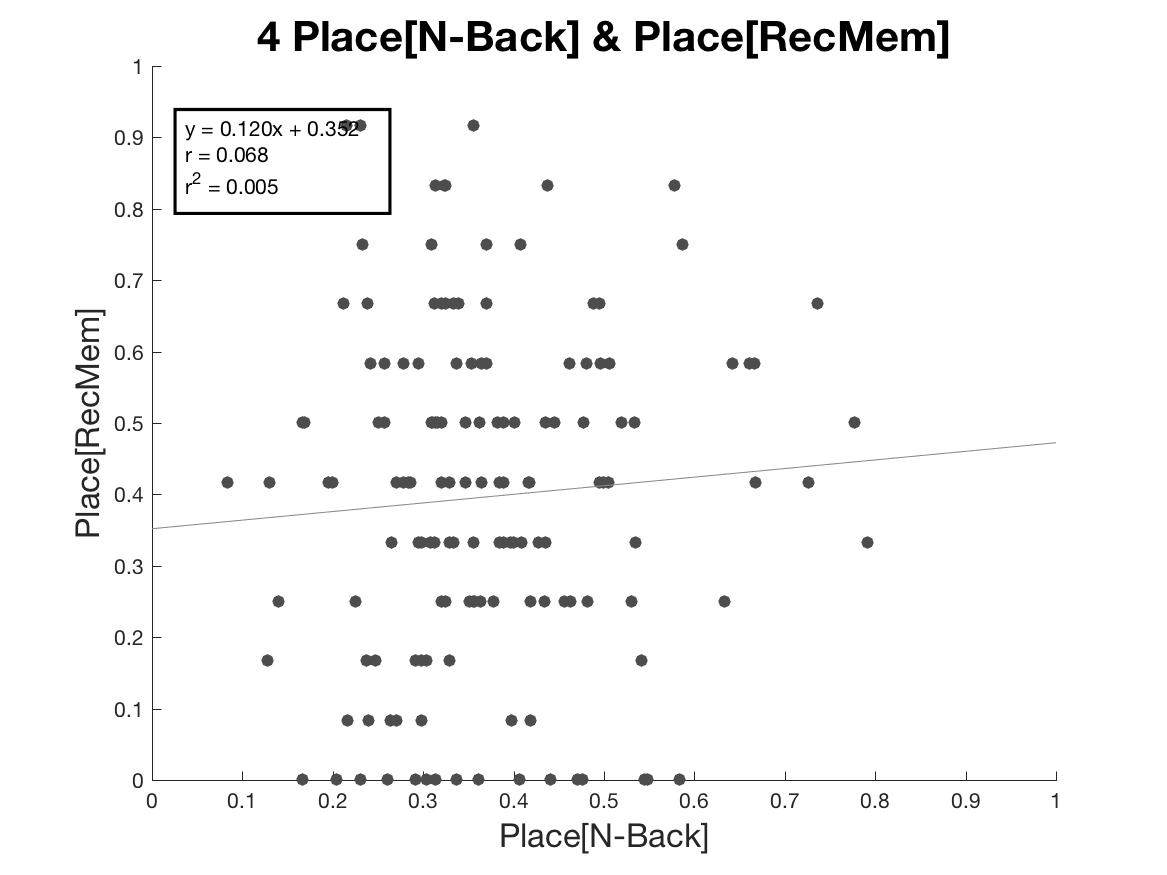 4 Place[N-Back] & Place[RecMem]
y = 0.120x + 0.352
r = 0.068
r² = 0.005
1
0.9
0.8
0.7
0.6
0.5
0.4
0.3
0.2
0.1
0
Place[RecMem]
0 0.1 0.2 0.3 0.4 0.5 0.6 0.7 0.8 0.9 1
Place[N-Back]